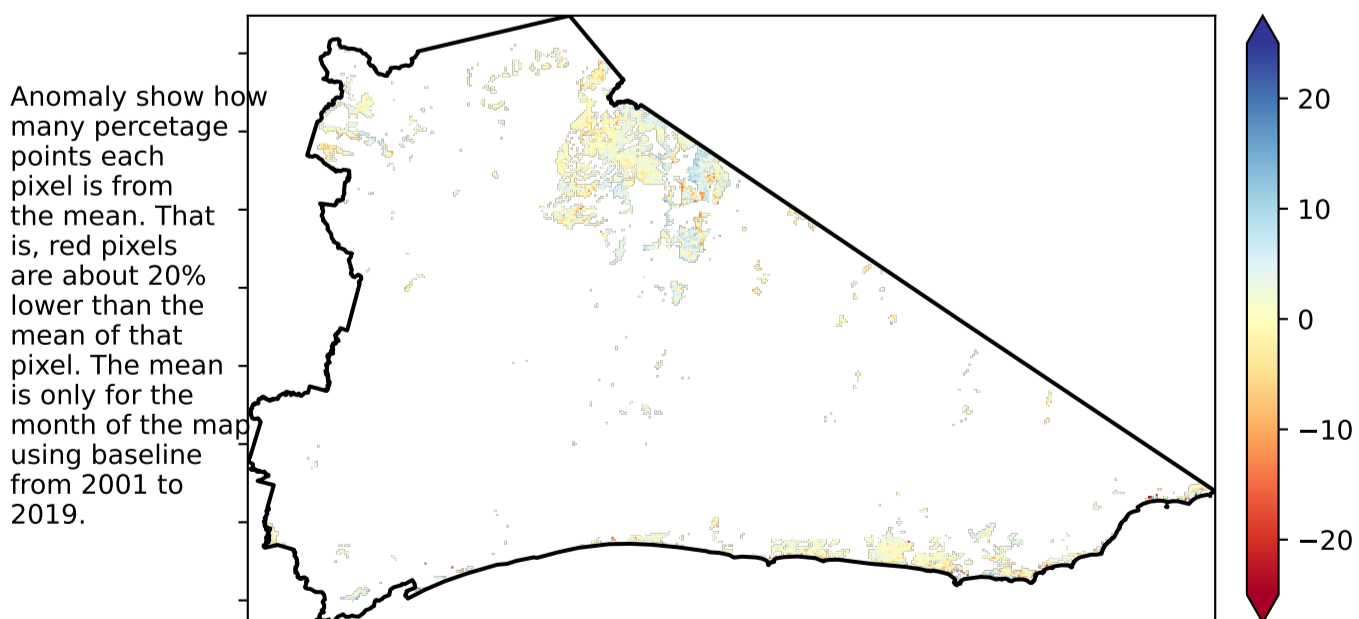 Anomaly show how
many percetage
points each
pixel is from
the mean. That
is, red pixels
are about 20%
lower than the
mean of that
pixel. The mean
is only for the
month of the map
using baseline
from 2001 to
2019.
20
10
0
−10
−20